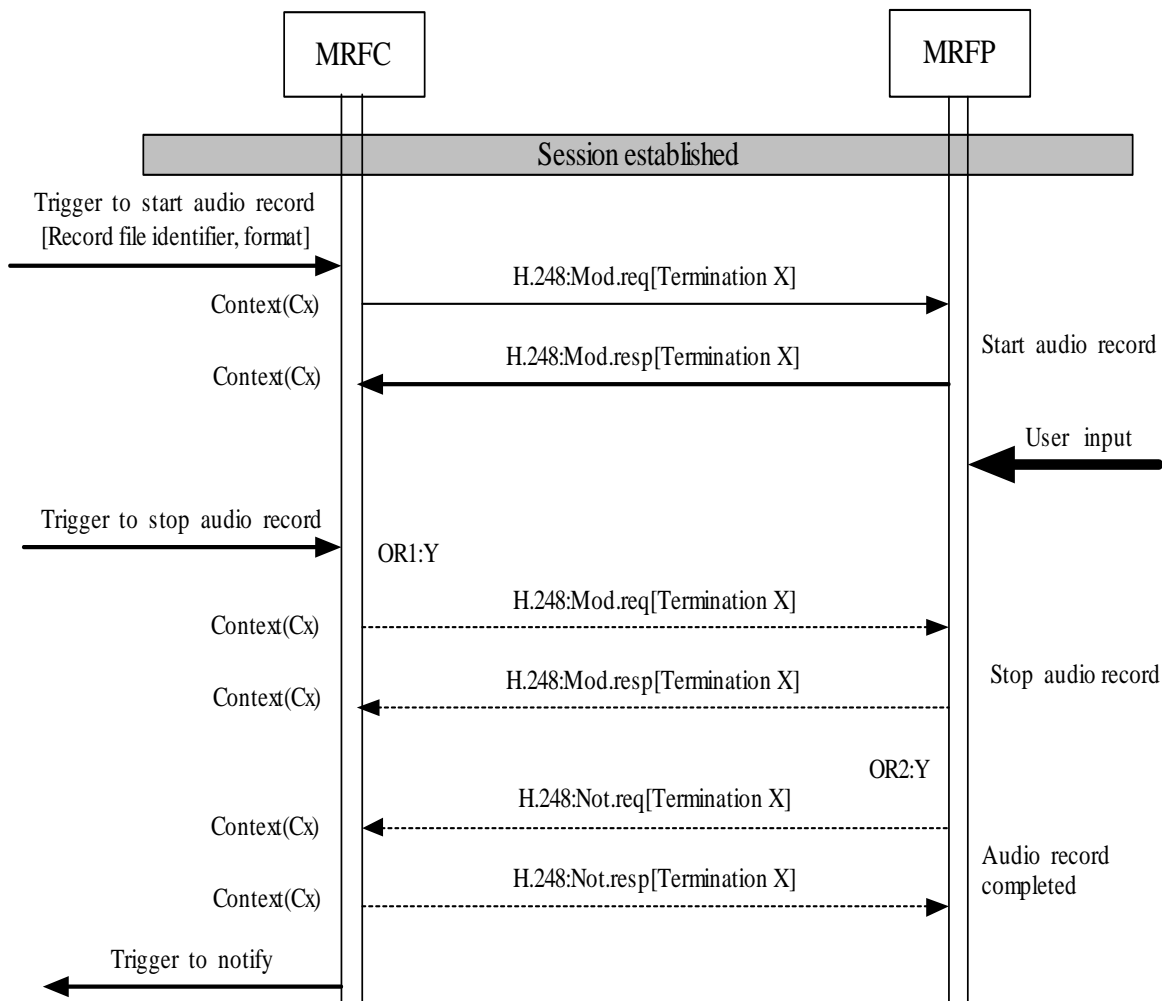 MRFC
MRFP
Session established
Trigger to start audio record
[Record file identifier, format]
H.248:Mod.req[Termination X]
Context(Cx)
Start audio record
H.248:Mod.resp[Termination X]
Context(Cx)
User input
Trigger to stop audio record
OR1:Y
H.248:Mod.req[Termination X]
Context(Cx)
Stop audio record
H.248:Mod.resp[Termination X]
Context(Cx)
OR2:Y
H.248:Not.req[Termination X]
Context(Cx)
Audio record
completed
H.248:Not.resp[Termination X]
Context(Cx)
Trigger to notify